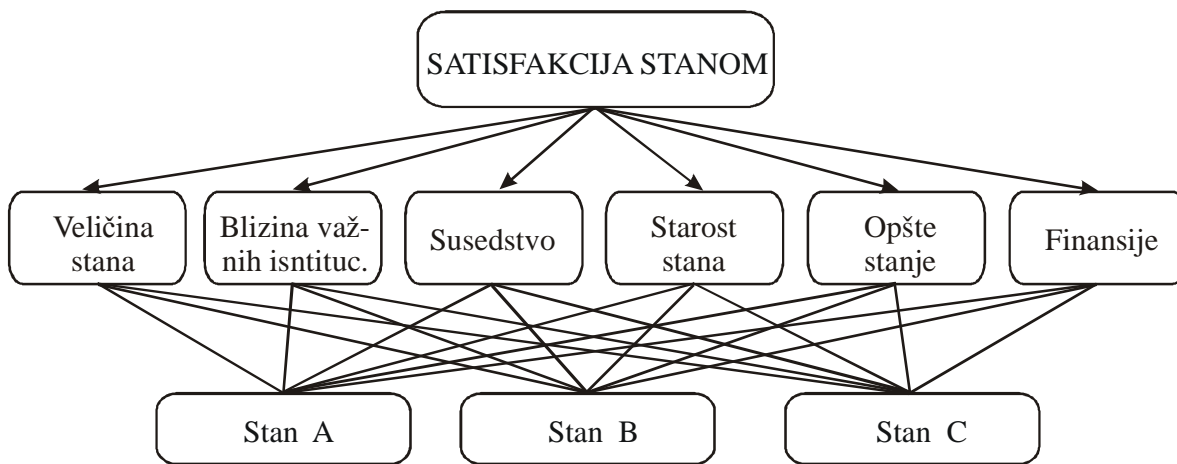 SATISFAKCIJA STANOM
Veličina
stana
Blizina važ-
nih isntituc.
Susedstvo
Starost
stana
Opšte
stanje
Finansije
Stan A
Stan B
Stan C